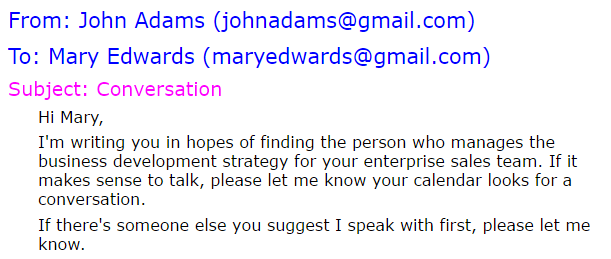 From: John Adams (johnadams@gmail.com)
To: Mary Edwards (maryedwards@gmail.com)
Subject: Conversation
Hi Mary,
I'm writing you in hopes of finding the person who manages the
business development strategy for your enterprise sales team. If it
makes sense to talk, please let me know your calendar looks for a
conversation.
If there's someone else you suggest I speak with first, please let me
know.